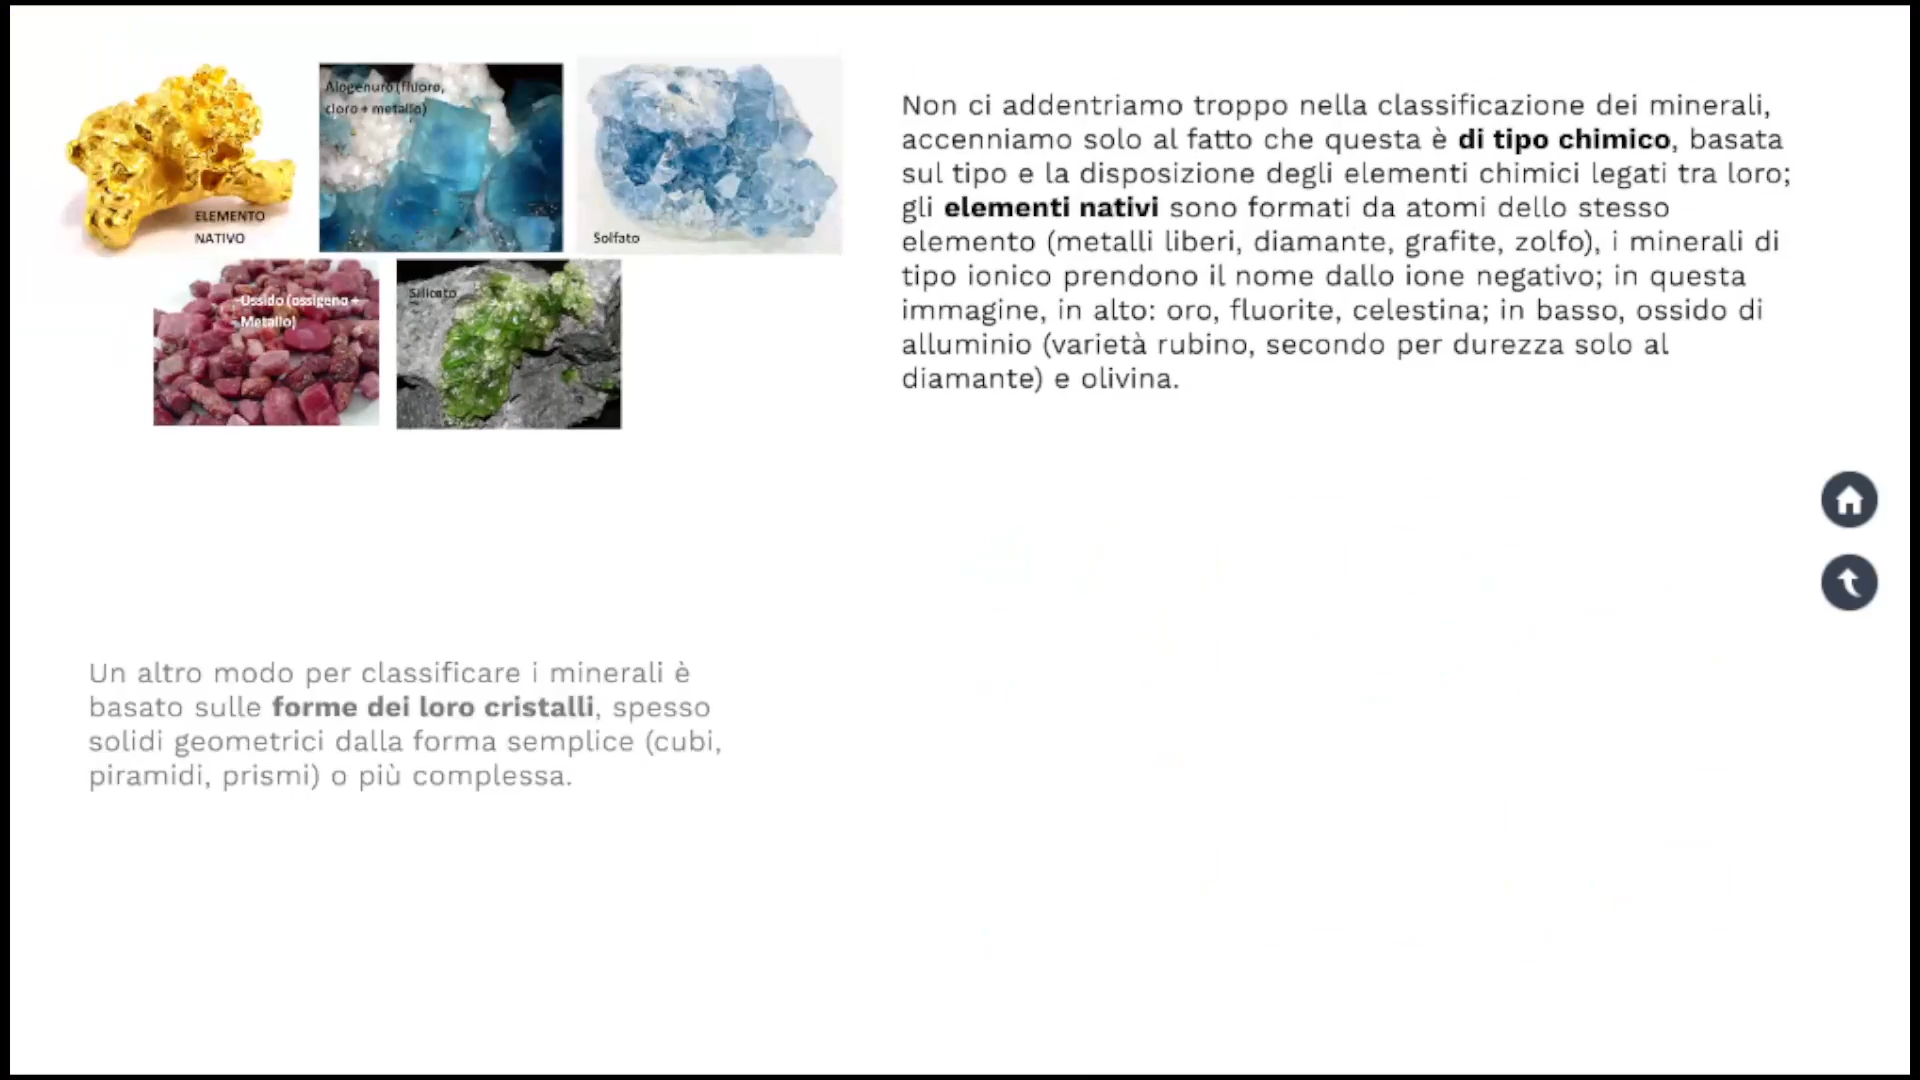 ELEMENTO
NATIVO
Alogenuro (fluoro,
cloro + metallo)
Solfato
Ossido (ossigeno +
Metallo)
Silicato
Non ci addentriamo troppo nella classificazione dei minerali,
accenniamo solo al fatto che questa è di tipo chimico, basata
sul tipo e la disposizione degli elementi chimici legati tra loro;
gli elementi nativi sono formati da atomi dello stesso
elemento (metalli liberi, diamante, grafite, zolfo), i minerali di
tipo ionico prendono il nome dallo ione negativo; in questa
immagine, in alto: oro, fluorite, celestina; in basso, ossido di
alluminio (varietà rubino, secondo per durezza solo al
diamante) e olivina.
Un altro modo per classificare i minerali è
basato sulle forme dei loro cristalli, spesso
solidi geometrici dalla forma semplice (cubi,
piramidi, prismi) o più complessa.